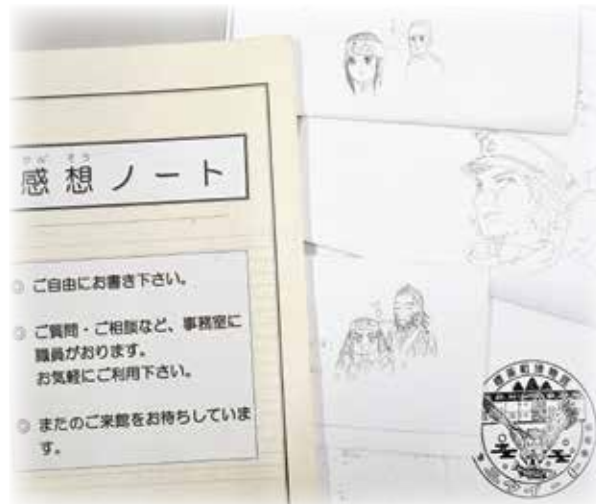 かん そう
感想ノート
◎ ご自由にお書き下さい。
◎ ご質問・ご相談など、事務室に
職員がおります。
お気軽にご利用下さい。
◎ またのご来館をお待ちしていま
す。